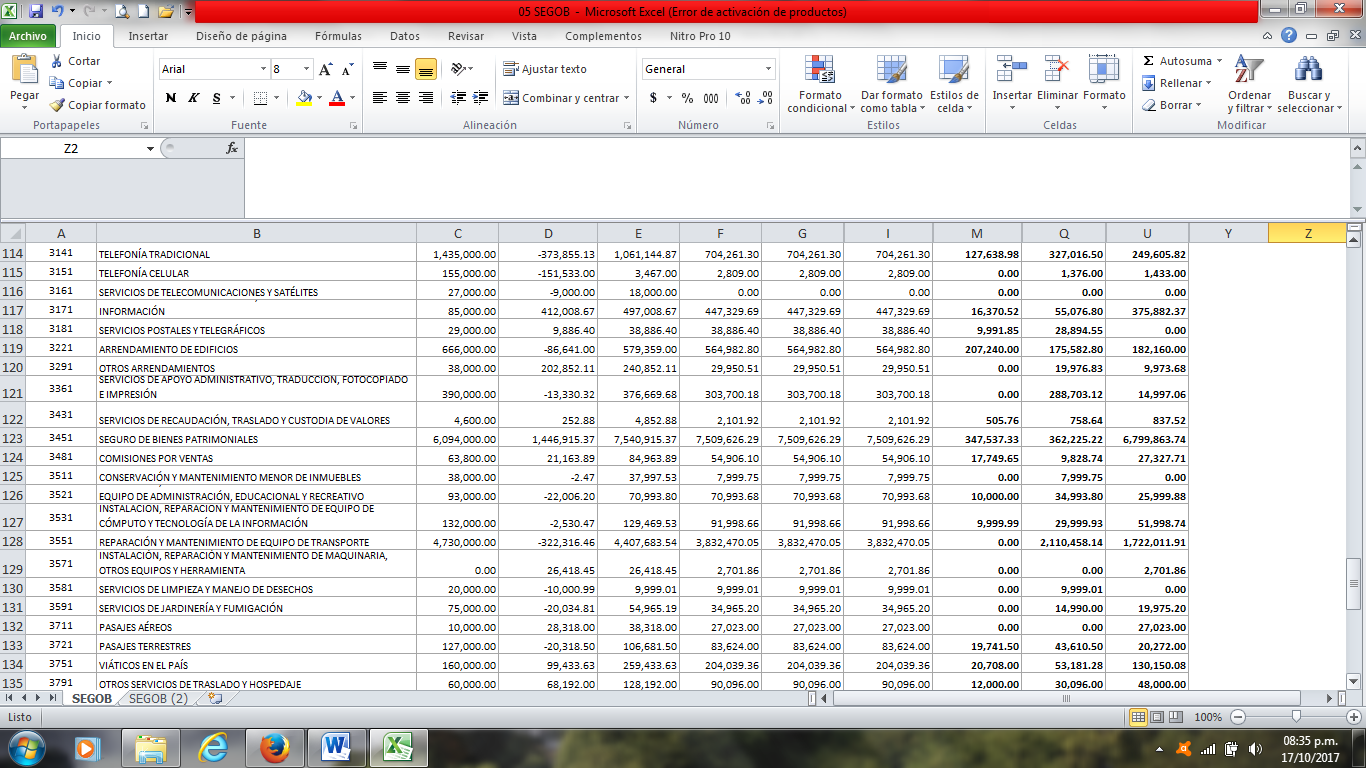 05 SEGOB - Microsoft Excel (Error de activación de productos)
Archivo Inicio Insertar Diseño de página Fórmulas Datos Revisar Vista Complementos Nitro Pro 10
Pegar Cortar Copiar Copiar formato Portapapeles
Arial 8 N K S Fuente
Ajustar texto Combinar y centrar Alineación
General $ % 000 Número
Formato condicional Dar formato como tabla Estilos de celda Estilos
Insertar Eliminar Formato Celdas
Autosuma Rellenar Borrar Ordenar y filtrar Buscar y seleccionar Modificar
Z2 fx
A B C D E F G I M Q U Y Z
114 3141 TELEFONÍA TRADICIONAL 1,435,000.00 -373,855.13 1,061,144.87 704,261.30 704,261.30 704,261.30 127,638.98 327,016.50 249,605.82
115 3151 TELEFONÍA CELULAR 155,000.00 -151,533.00 3,467.00 2,809.00 2,809.00 2,809.00 0.00 1,376.00 1,433.00
116 3161 SERVICIOS DE TELECOMUNICACIONES Y SATÉLITES 27,000.00 -9,000.00 18,000.00 0.00 0.00 0.00 0.00 0.00 0.00
117 3171 INFORMACIÓN 85,000.00 412,008.67 497,008.67 447,329.69 447,329.69 447,329.69 16,370.52 55,076.80 375,882.37
118 3181 SERVICIOS POSTALES Y TELEGRÁFICOS 29,000.00 9,886.40 38,886.40 38,886.40 38,886.40 38,886.40 9,991.85 28,894.55 0.00
119 3221 ARRENDAMIENTO DE EDIFICIOS 666,000.00 -86,641.00 579,359.00 564,982.80 564,982.80 564,982.80 207,240.00 175,582.80 182,160.00
120 3291 OTROS ARRENDAMIENTOS 38,000.00 202,852.11 240,852.11 29,950.51 29,950.51 29,950.51 0.00 19,976.83 9,973.68
SERVICIOS DE APOYO ADMINISTRATIVO, TRADUCCION, FOTOCOPIADO
121 3361 E IMPRESIÓN 390,000.00 -13,330.32 376,669.68 303,700.18 303,700.18 303,700.18 0.00 288,703.12 14,997.06
122 3431 SERVICIOS DE RECAUDACIÓN, TRASLADO Y CUSTODIA DE VALORES 4,600.00 252.88 4,852.88 2,101.92 2,101.92 2,101.92 505.76 758.64 837.52
123 3451 SEGURO DE BIENES PATRIMONIALES 6,094,000.00 1,446,915.37 7,540,915.37 7,509,626.29 7,509,626.29 7,509,626.29 347,537.33 362,225.22 6,799,863.74
124 3481 COMISIONES POR VENTAS 63,800.00 21,163.89 84,963.89 54,906.10 54,906.10 54,906.10 17,749.65 9,828.74 27,327.71
125 3511 CONSERVACIÓN Y MANTENIMIENTO MENOR DE INMUEBLES 38,000.00 -2.47 37,997.53 7,999.75 7,999.75 7,999.75 0.00 7,999.75 0.00
126 3521 EQUIPO DE ADMINISTRACIÓN, EDUCACIONAL Y RECREATIVO 93,000.00 -22,006.20 70,993.80 70,993.68 70,993.68 70,993.68 10,000.00 34,993.80 25,999.88
INSTALACION, REPARACION Y MANTENIMIENTO DE EQUIPO DE
127 3531 CÓMPUTO Y TECNOLOGÍA DE LA INFORMACIÓN 132,000.00 -2,530.47 129,469.53 91,998.66 91,998.66 91,998.66 9,999.99 29,999.93 51,998.74
128 3551 REPARACIÓN Y MANTENIMIENTO DE EQUIPO DE TRANSPORTE 4,730,000.00 -322,316.46 4,407,683.54 3,832,470.05 3,832,470.05 3,832,470.05 0.00 2,110,458.14 1,722,011.91
INSTALACIÓN, REPARACIÓN Y MANTENIMIENTO DE MAQUINARIA,
129 3571 OTROS EQUIPOS Y HERRAMIENTA 0.00 26,418.45 26,418.45 2,701.86 2,701.86 2,701.86 0.00 0.00 2,701.86
130 3581 SERVICIOS DE LIMPIEZA Y MANEJO DE DESECHOS 20,000.00 -10,000.99 9,999.01 9,999.01 9,999.01 9,999.01 0.00 9,999.01 0.00
131 3591 SERVICIOS DE JARDINERÍA Y FUMIGACIÓN 75,000.00 -20,034.81 54,965.19 34,965.20 34,965.20 34,965.20 0.00 14,990.00 19,975.20
132 3711 PASAJES AÉREOS 10,000.00 28,318.00 38,318.00 27,023.00 27,023.00 27,023.00 0.00 0.00 27,023.00
133 3721 PASAJES TERRESTRES 127,000.00 -20,318.50 106,681.50 83,624.00 83,624.00 83,624.00 19,741.50 43,610.50 20,272.00
134 3751 VIÁTICOS EN EL PAÍS 160,000.00 99,433.63 259,433.63 204,039.36 204,039.36 204,039.36 20,708.00 53,181.28 130,150.08
135 3791 OTROS SERVICIOS DE TRASLADO Y HOSPEDAJE 60,000.00 68,192.00 128,192.00 90,096.00 90,096.00 90,096.00 12,000.00 30,096.00 48,000.00
SEGOB SEGOB (2)
Listo 100%
08:35 p.m.
17/10/2017